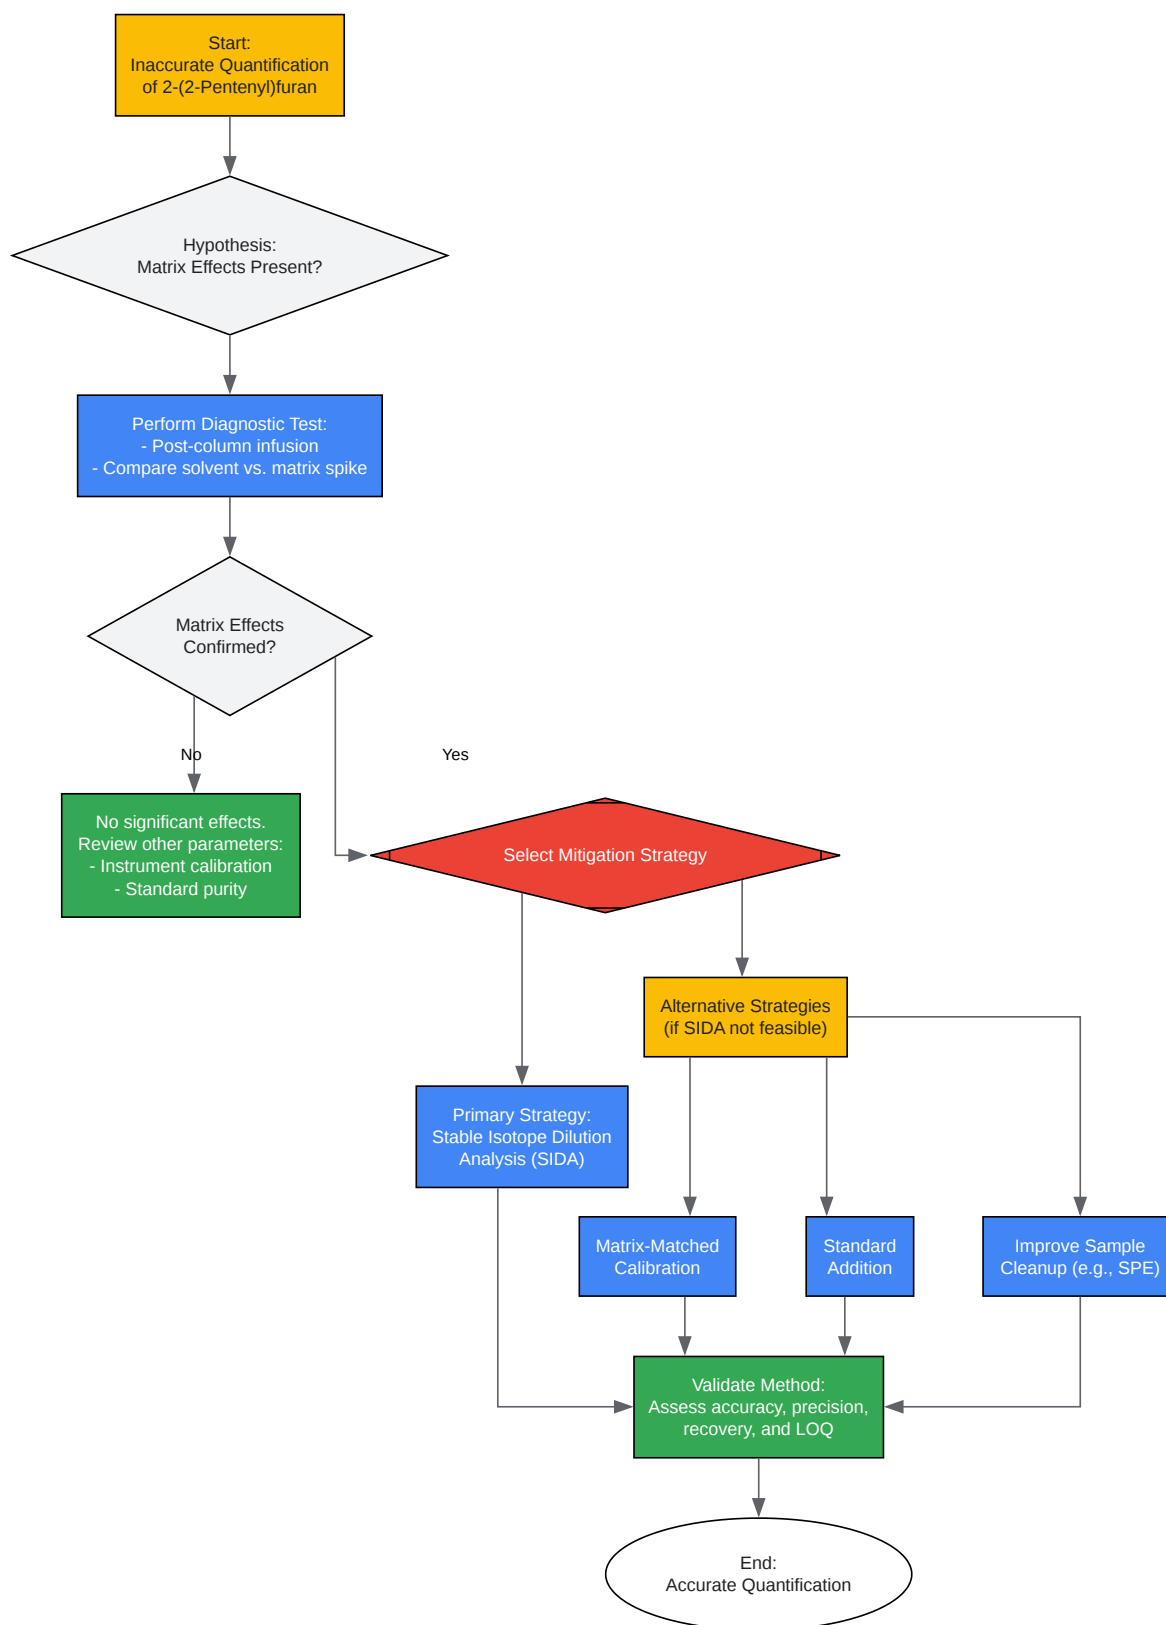 Start:
Inaccurate Quantification
of 2-(2-Pentenyl)furan
Hypothesis:
Matrix Effects Present?
Perform Diagnostic Test:
- Post-column infusion
- Compare solvent vs. matrix spike
Matrix Effects
Confirmed?
No
Yes
No significant effects.
Review other parameters:
- Instrument calibration
- Standard purity
Select Mitigation Strategy
Alternative Strategies
(if SIDA not feasible)
Primary Strategy:
Stable Isotope Dilution
Analysis (SIDA)
Matrix-Matched
Calibration
Standard
Addition
Improve Sample
Cleanup (e.g., SPE)
Validate Method:
Assess accuracy, precision,
recovery, and LOQ
End:
Accurate Quantification